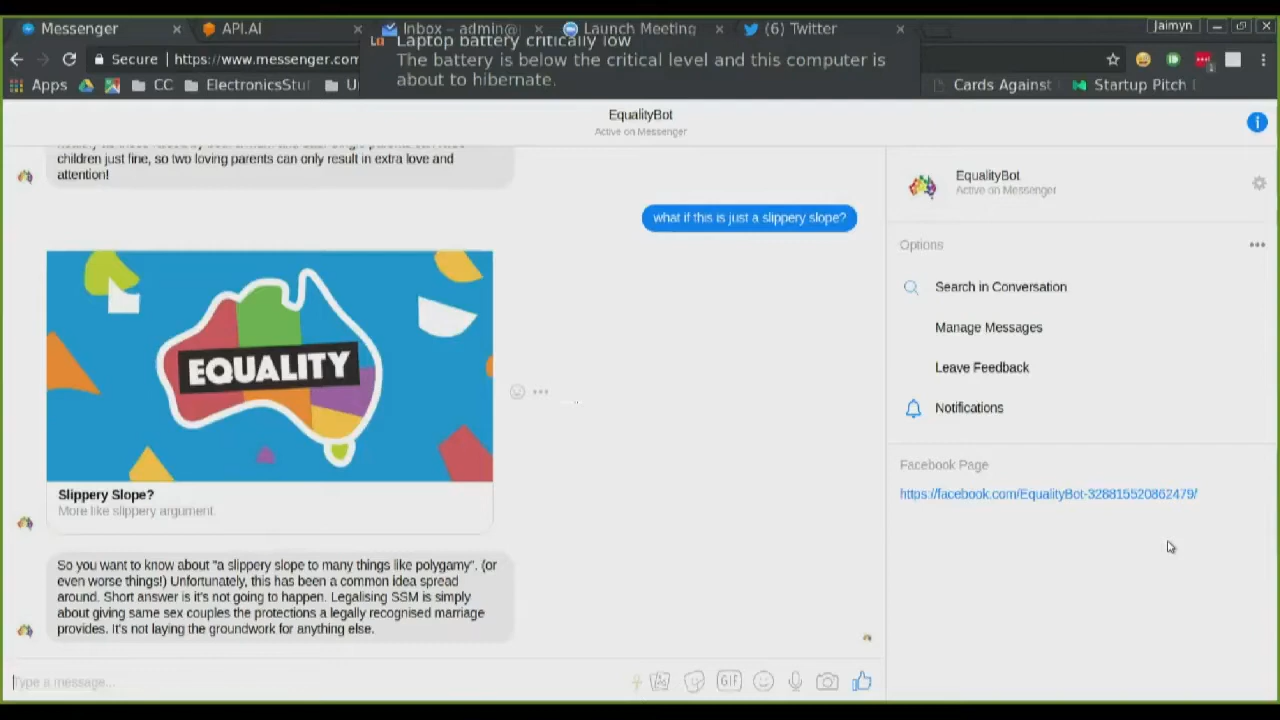 Messenger
API.AI
Inbox – admin@
Launch Meeting
(6) Twitter
Jaimyn
Laptop battery critically low
The battery is below the critical level and this computer is
about to hibernate.
Secure
https://www.messenger.com
Apps
CC
ElectronicsStu
Cards Against
Startup Pitch
EqualityBot
Active on Messenger
children just fine, so two loving parents can only result in extra love and
attention!
what if this is just a slippery slope?
EQUALITY
Slippery Slope?
More like slippery argument.
So you want to know about "a slippery slope to many things like polygamy". (or
even worse things!) Unfortunately, this has been a common idea spread
around. Short answer is it's not going to happen. Legalising SSM is simply
about giving same sex couples the protections a legally recognised marriage
provides. It's not laying the groundwork for anything else.
Type a message...
GIF
EqualityBot
Active on Messenger
Options
Search in Conversation
Manage Messages
Leave Feedback
Notifications
Facebook Page
https://facebook.com/EqualityBot-328815520862479/